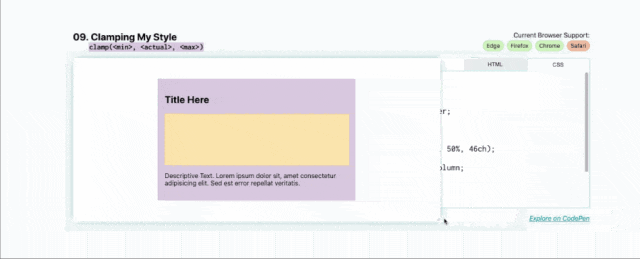 09. Clamping My Style
clamp(<min>, <actual>, <max>)
Current Browser Support:
Edge
Firefox
Chrome
Safari
HTML
CSS
Title Here
Descriptive Text. Lorem ipsum dolor sit, amet consectetur
adipisicing elit. Sed est error repellat veritatis.
er;
50%, 46ch);
olumn;
Explore on CodePen